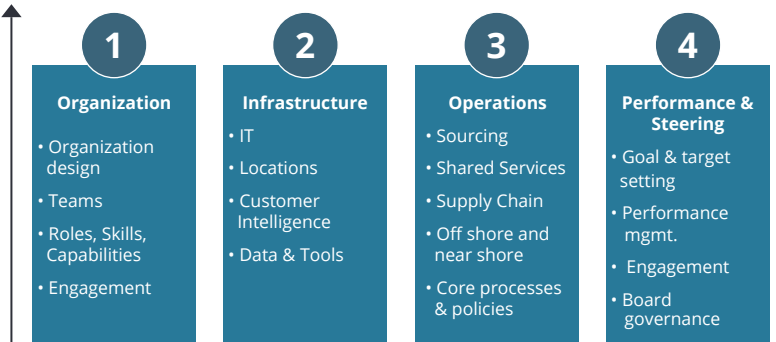 1
Organization
• Organization
design
• Teams
• Roles, Skills,
Capabilities
• Engagement
2
Infrastructure
• IT
• Locations
• Customer
Intelligence
• Data & Tools
3
Operations
• Sourcing
• Shared Services
• Supply Chain
• Off shore and
near shore
• Core processes
& policies
4
Performance &
Steering
• Goal & target
setting
• Performance
mgmt.
• Engagement
• Board
governance